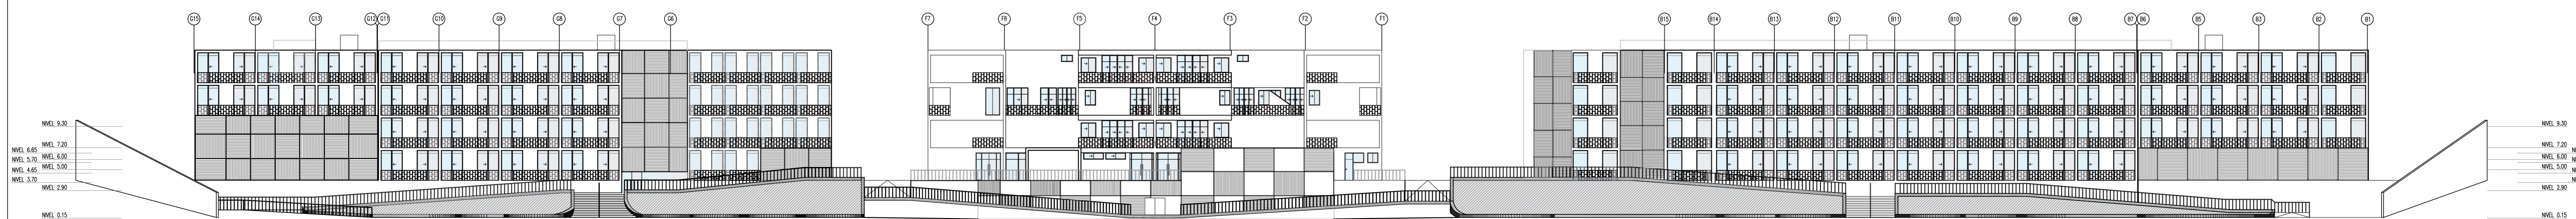 G15 G14 G13 G12 G11 G10 G9 G8 G7 G6 F7 F6 F5 F4 F3 F2 F1 B15 B14 B13 B12 B11 B10 B9 B8 B7 B6 B5 B3 B2 B1
NIVEL 9.30
NIVEL 7.20
NIVEL 6.65
NIVEL 6.00
NIVEL 5.70
NIVEL 5.00
NIVEL 4.65
NIVEL 3.70
NIVEL 2.90
NIVEL 0.15
NIVEL 9.30
NIVEL 7.20
NIVEL 6.00
NIVEL 5.00
NIVEL 2.90
NIVEL 0.15